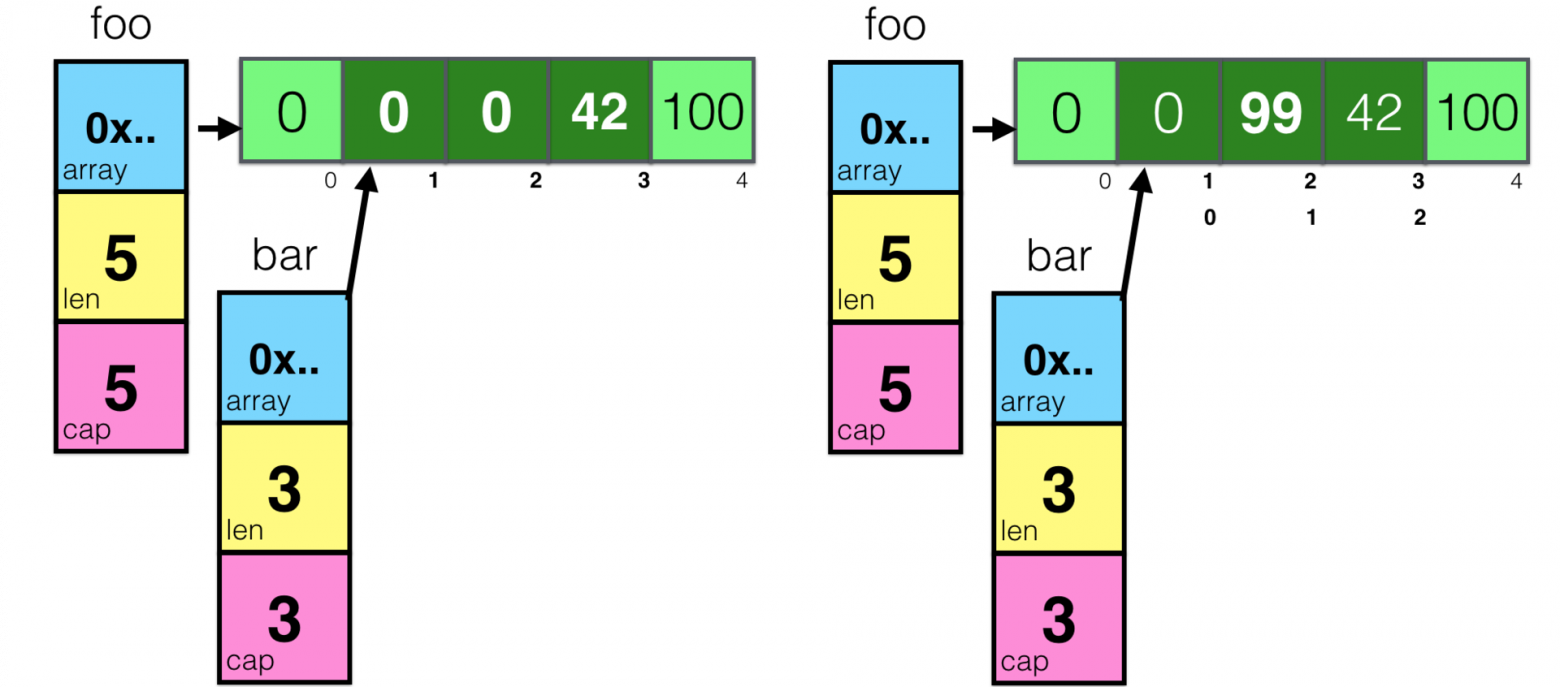 foo
0x..
array
5
len
5
cap
0 0 0 42 100
0 1 2 3 4
bar
0x..
array
3
len
3
cap
foo
0x..
array
5
len
5
cap
0 0 99 42 100
0 1 2 3 4
0 1 2
bar
0x..
array
3
len
3
cap